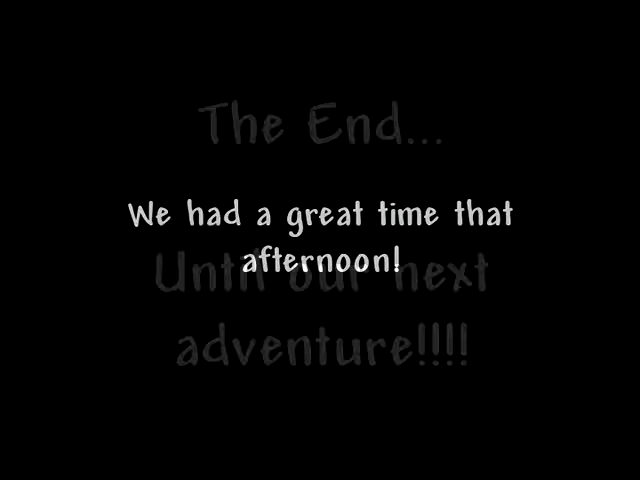 The End...
We had a great time that
afternoon!
Until our next
adventure!!!!